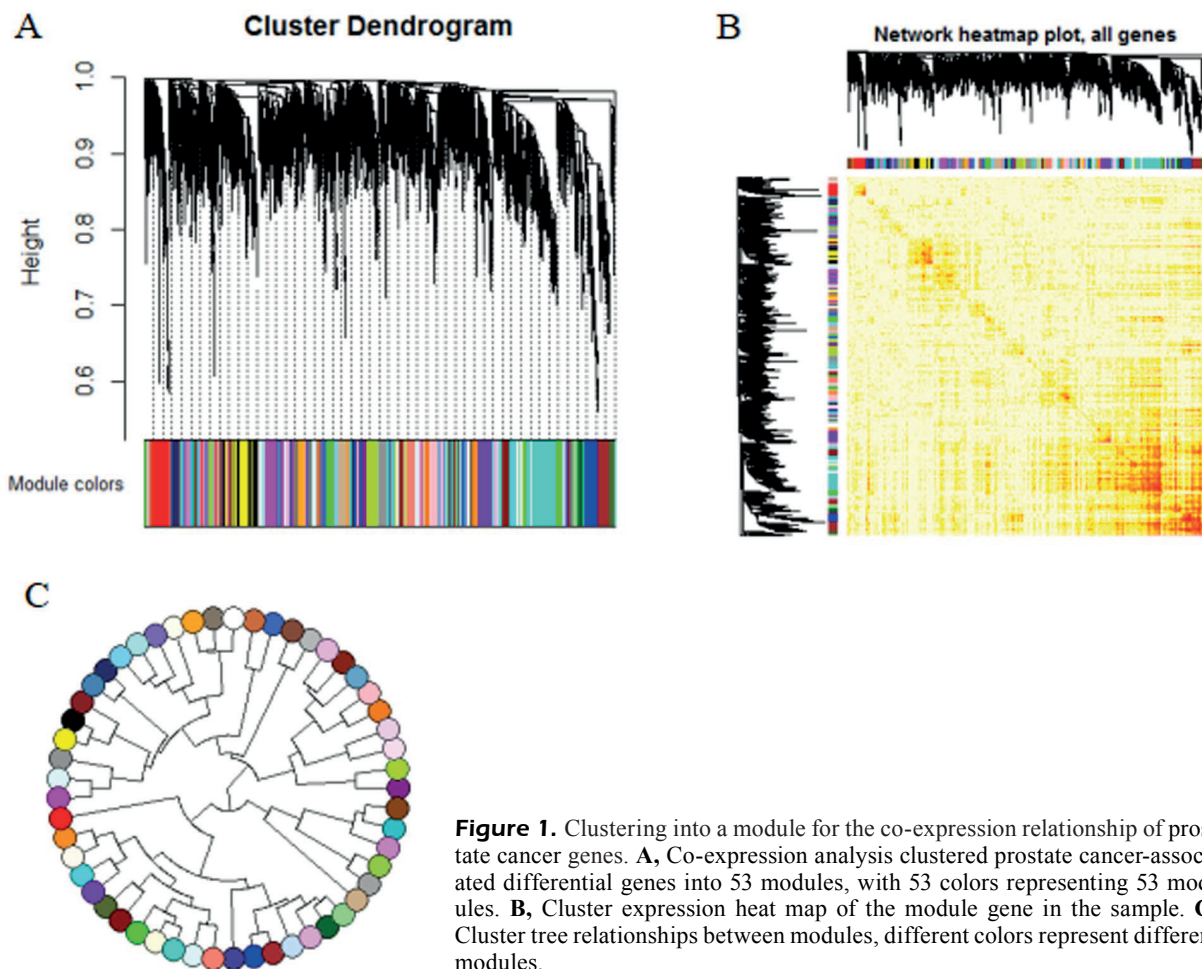 A
Cluster Dendrogram
Height
1.0
0.9
0.8
0.7
0.6
Module colors
B
Network heatmap plot, all genes
C
Figure 1. Clustering into a module for the co-expression relationship of pros
tate cancer genes. A, Co-expression analysis clustered prostate cancer-associ
ated differential genes into 53 modules, with 53 colors representing 53 mod
ules. B, Cluster expression heat map of the module gene in the sample. C
Cluster tree relationships between modules, different colors represent differen
modules.